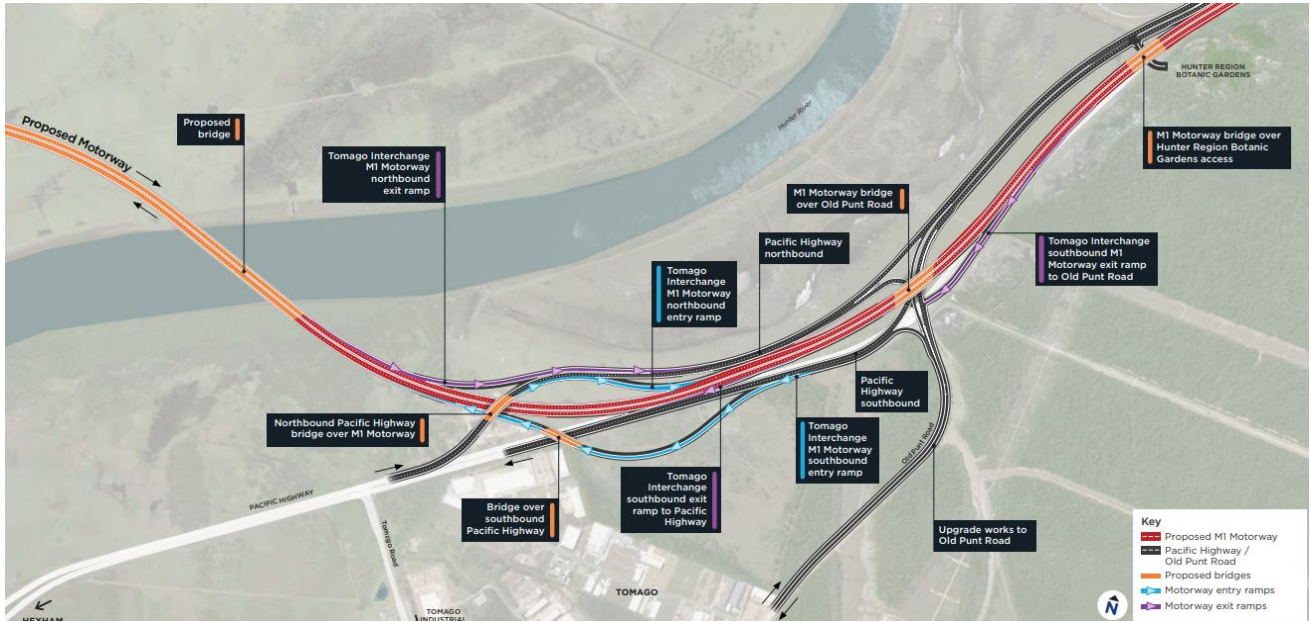 HUNTER REGION
BOTANIC GARDENS
Proposed
bridge
Proposed Motorway
Hunter River
M1 Motorway bridge over
Hunter Region Botanic
Gardens access
Tomago Interchange
M1 Motorway
northbound
exit ramp
M1 Motorway bridge
over Old Punt Road
Pacific Highway
northbound
Tomago Interchange
southbound M1
Motorway exit ramp
to Old Punt Road
Tomago
Interchange
M1 Motorway
northbound
entry ramp
Pacific
Highway
southbound
Northbound Pacific Highway
bridge over M1 Motorway
Tomago
Interchange
M1 Motorway
southbound
entry ramp
Old Punt Road
Tomago
Interchange
southbound exit
ramp to Pacific
Highway
PACIFIC HIGHWAY
Bridge over
southbound
Pacific Highway
Upgrade works to
Old Punt Road
Tomago Road
Key
Proposed M1 Motorway
Pacific Highway /
Old Punt Road
Proposed bridges
Motorway entry ramps
Motorway exit ramps
N
TOMAGO
TOMAGO
INDUSTRIAL
HEXHAM